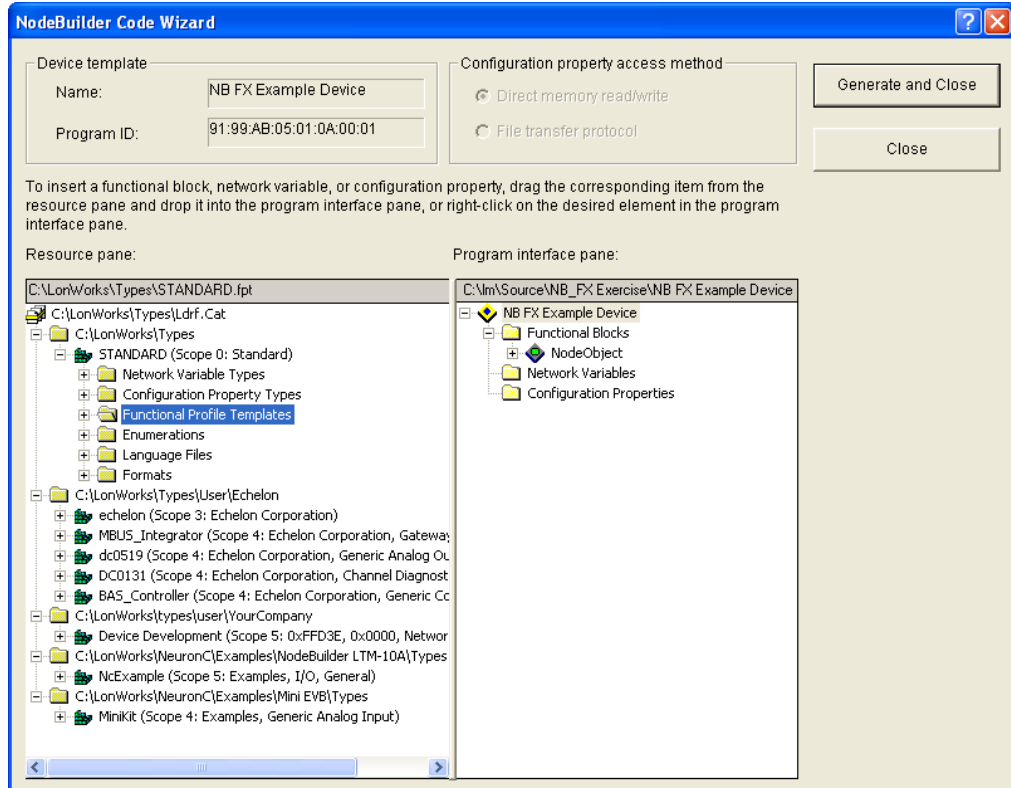 NodeBuilder Code Wizard
Device template
Name:
NB FX Example Device
Program ID:
91:99:AB:05:01:0A:00:01
Configuration property access method
Direct memory read/write
File transfer protocol
Generate and Close
Close
To insert a functional block, network variable, or configuration property, drag the corresponding item from the
resource pane and drop it into the program interface pane, or right-click on the desired element in the program
interface pane.
Resource pane:
C:\LonWorks\Types\STANDARD.fpt
C:\LonWorks\Types\Ldrf.Cat
C:\LonWorks\Types
STANDARD (Scope 0: Standard)
Network Variable Types
Configuration Property Types
Functional Profile Templates
Enumerations
Language Files
Formats
C:\LonWorks\Types\User\Echelon
echelon (Scope 3: Echelon Corporation)
MBUS_Integrator (Scope 4: Echelon Corporation, Gateway
dc0519 (Scope 4: Echelon Corporation, Generic Analog Ou
DC0131 (Scope 4: Echelon Corporation, Channel Diagnost
BAS_Controller (Scope 4: Echelon Corporation, Generic Co
C:\LonWorks\types\user\YourCompany
Device Development (Scope 5: 0xFFD3E, 0x0000, Networ
C:\LonWorks\NeuronC\Examples\NodeBuilder LTM-10A\Types
NcExample (Scope 5: Examples, I/O, General)
C:\LonWorks\NeuronC\Examples\Mini EVB\Types
MiniKit (Scope 4: Examples, Generic Analog Input)
Program interface pane:
C:\lm\Source\NB_FX Exercise\NB FX Example Device
NB FX Example Device
Functional Blocks
NodeObject
Network Variables
Configuration Properties